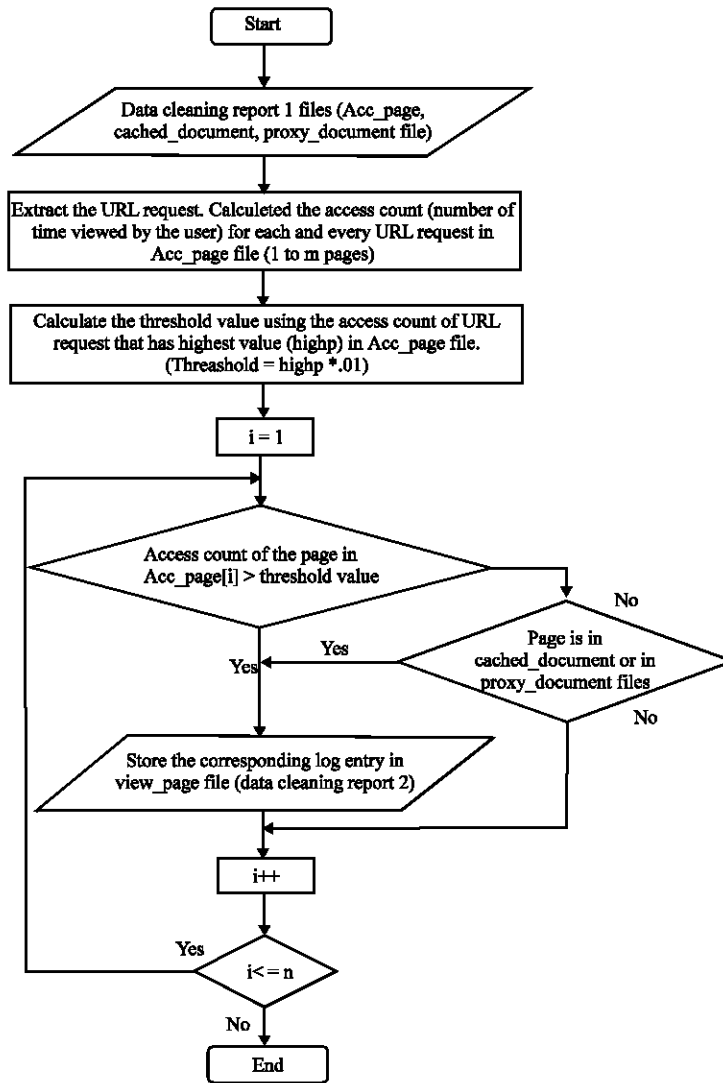 Start
Data cleaning report 1 files (Acc_page,
cached_document, proxy_document file)
Extract the URL request. Calculeted the access count (number of
time viewed by the user) for each and every URL request in
Acc_page file (1 to m pages)
Calculate the threshold value using the access count of URL
request that has highest value (highp) in Acc_page file.
(Threashold = highp *.01)
i = 1
Access count of the page in
Acc_page[i] > threshold value
No
Page is in
cached_document or in
proxy_document files
Yes
Yes
No
Store the corresponding log entry in
view_page file (data cleaning report 2)
i++
Yes
i< = n
No
End